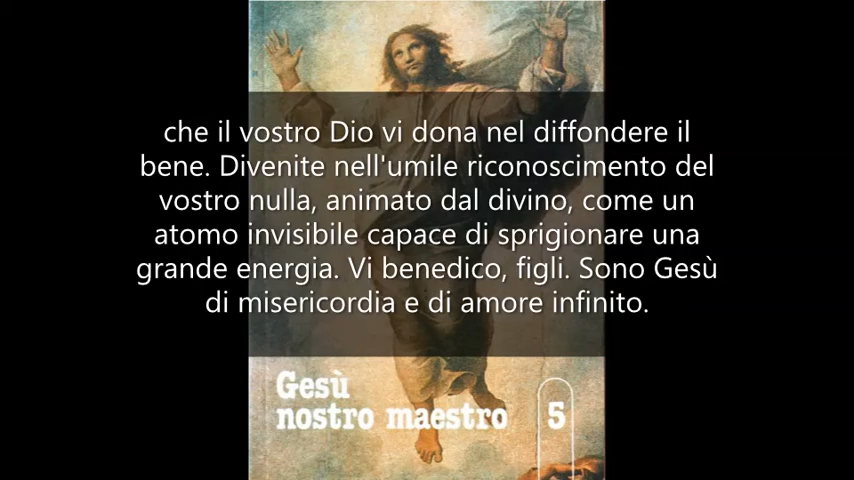 che il vostro Dio vi dona nel diffondere il
bene. Divenite nell'umile riconoscimento del
vostro nulla, animato dal divino, come un
atomo invisibile capace di sprigionare una
grande energia. Vi benedico, figli. Sono Gesù
di misericordia e di amore infinito.
Gesù
nostro maestro 5